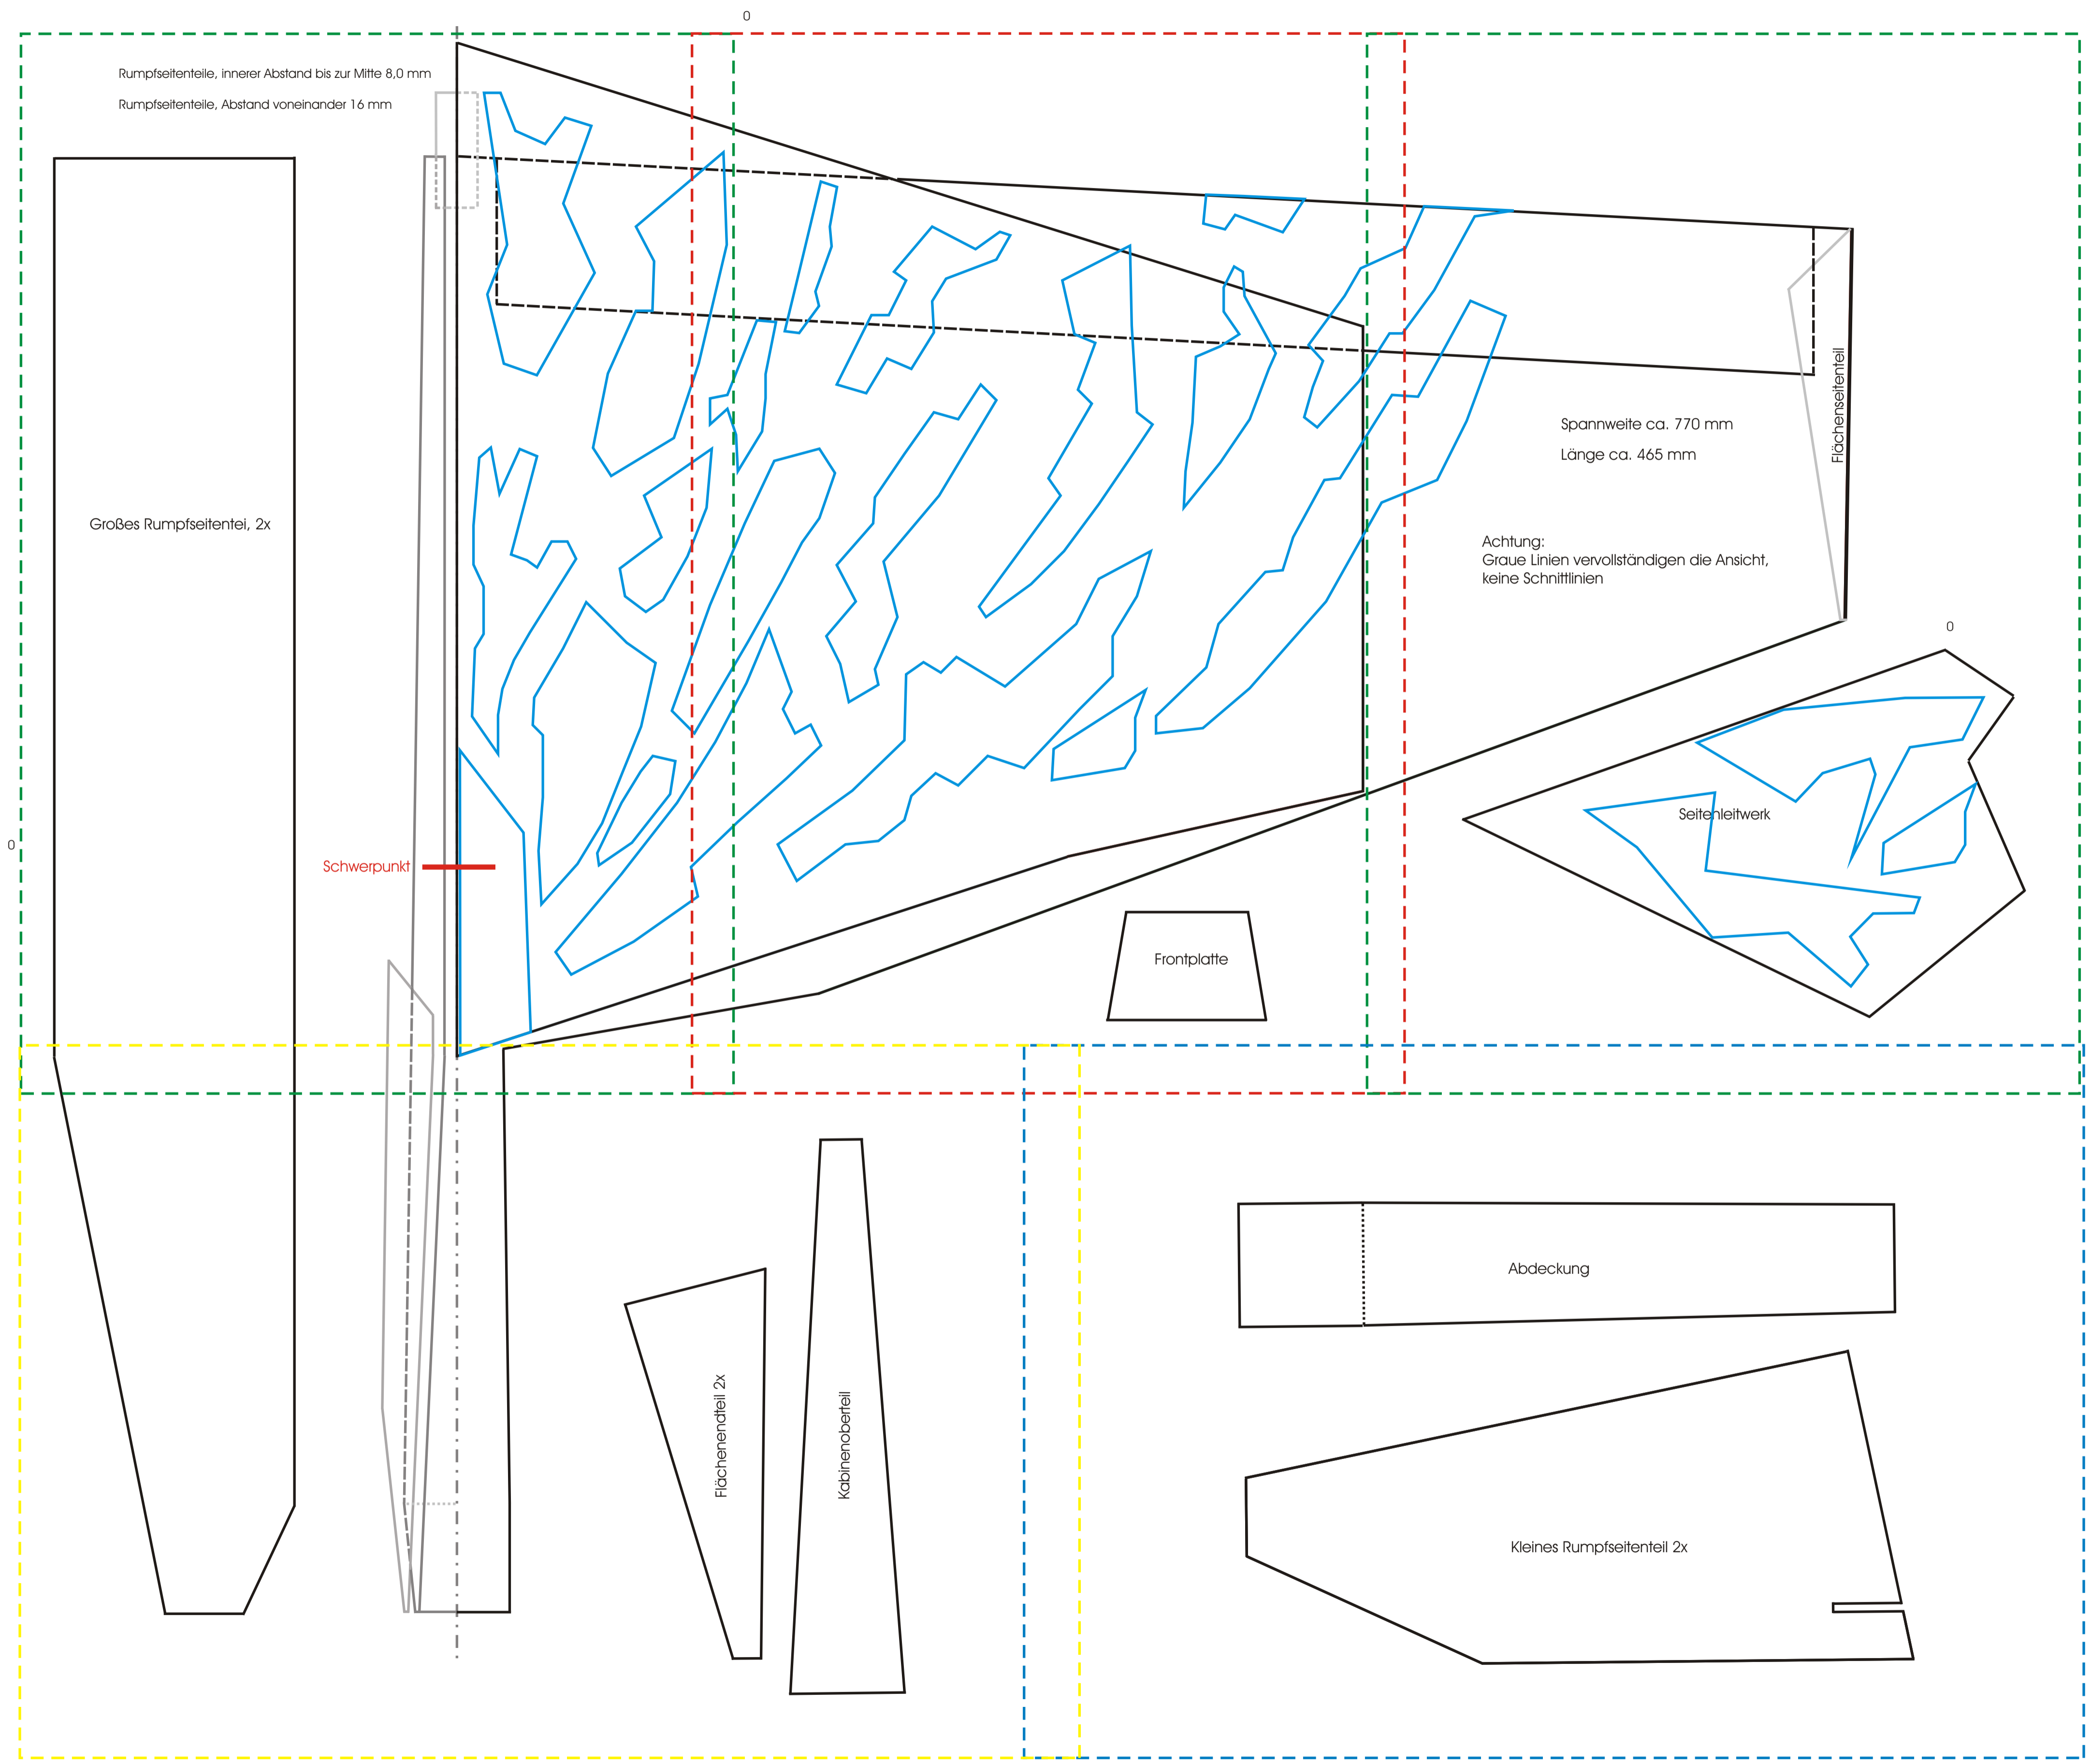 0
Rumpfseitenteile, innerer Abstand bis zur Mitte 8,0 mm
Rumpfseitenteile, Abstand voneinander 16 mm
Großes Rumpfseitentei, 2x
Flächenseitenteil
Spannweite ca. 770 mm
Länge ca. 465 mm
Achtung:
Graue Linien vervollständigen die Ansicht,
keine Schnittlinien
0
Seitenleitwerk
0
Schwerpunkt
Frontplatte
Abdeckung
Flächenendteil 2x
Kabinenoberteil
Kleines Rumpfseitenteil 2x